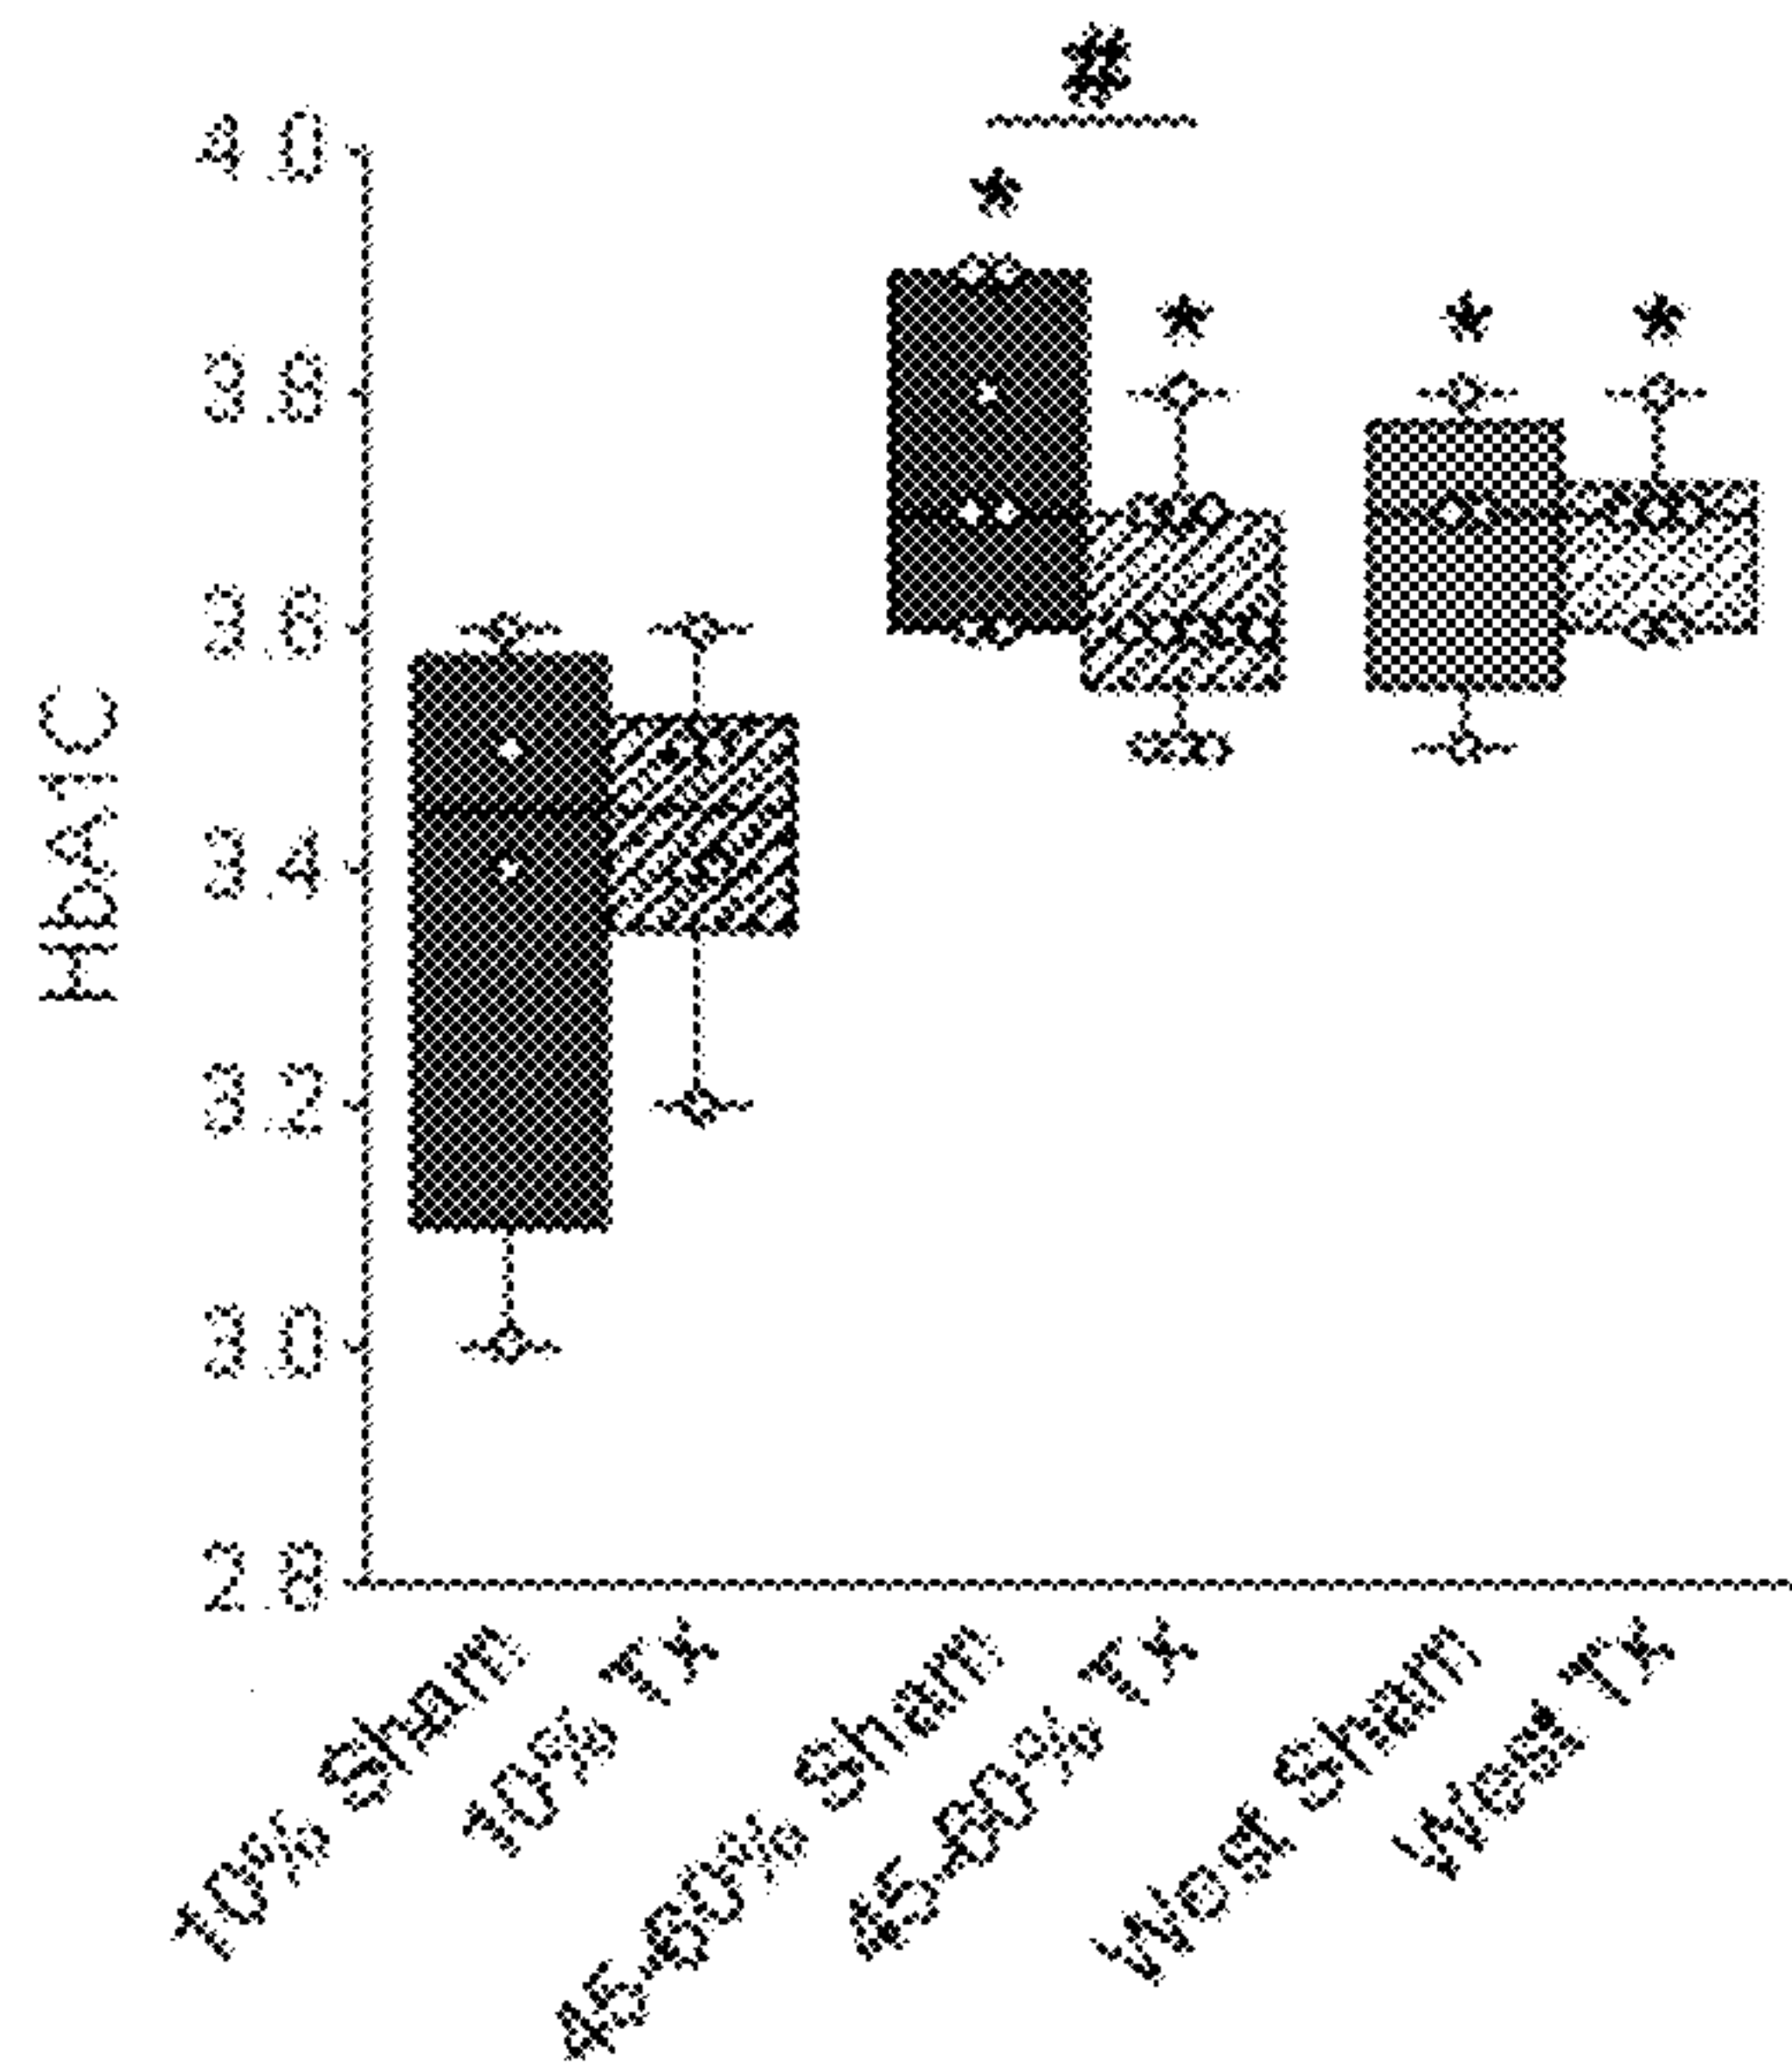 #
*
* * *
4.0
3.8
3.6
3.4
3.2
3.0
2.8
HbA1C
10% Sham
10% Tx
45-60% Sham
45-60% Tx
West Sham
West Tx